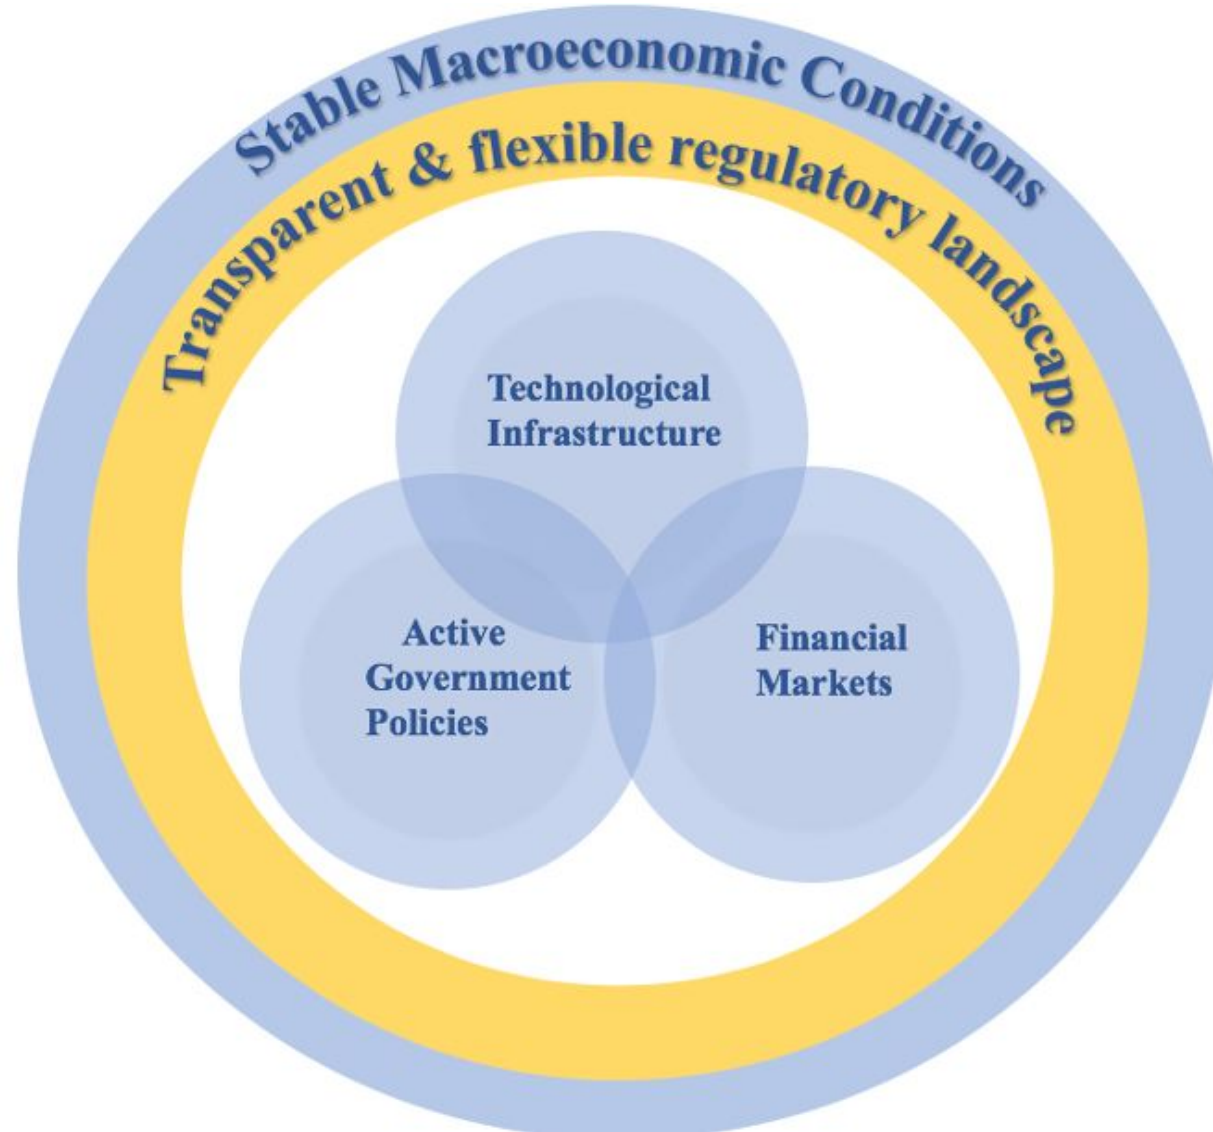 Stable Macroeconomic Conditions
Transparent & flexible regulatory landscape
Technological
Infrastructure
Active
Government
Policies
Financial
Markets